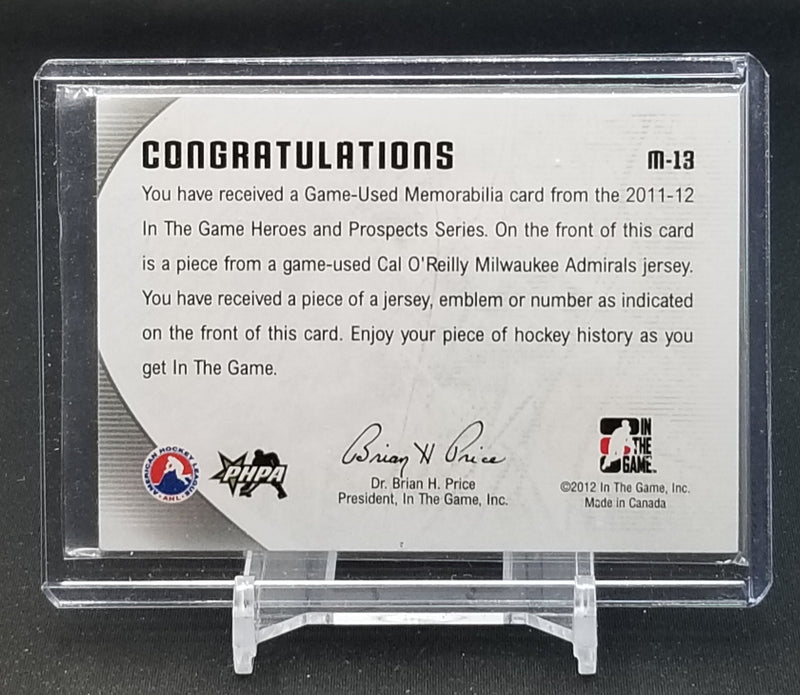 CONGRATULATIONS M-13
You have received a Game-Used Memorabilia card from the 2011-12
In The Game Heroes and Prospects Series. On the front of this card
is a piece from a game-used Cal O'Reilly Milwaukee Admirals jersey.
You have received a piece of a jersey, emblem or number as indicated
on the front of this card. Enjoy your piece of hockey history as you
get In The Game.
AMERICAN HOCKEY LEAGUE
AHL
PHPA
Brian H Price
Dr. Brian H. Price
President, In The Game, Inc.
IN
THE
GAME
©2012 In The Game, Inc.
Made in Canada